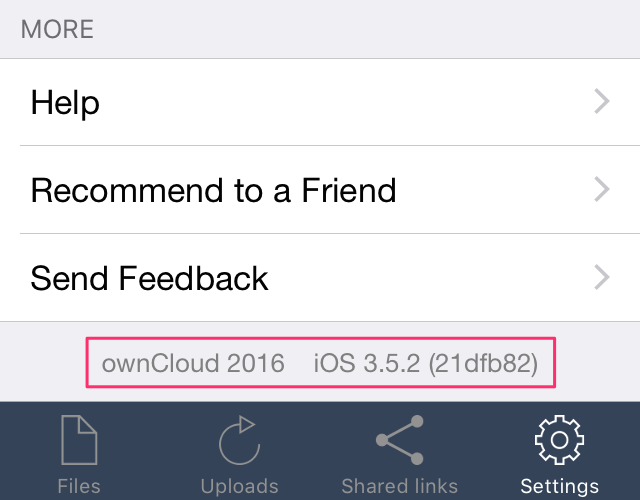 MORE
Help
Recommend to a Friend
Send Feedback
ownCloud 2016 iOS 3.5.2 (21dfb82)
Files Uploads Shared links Settings